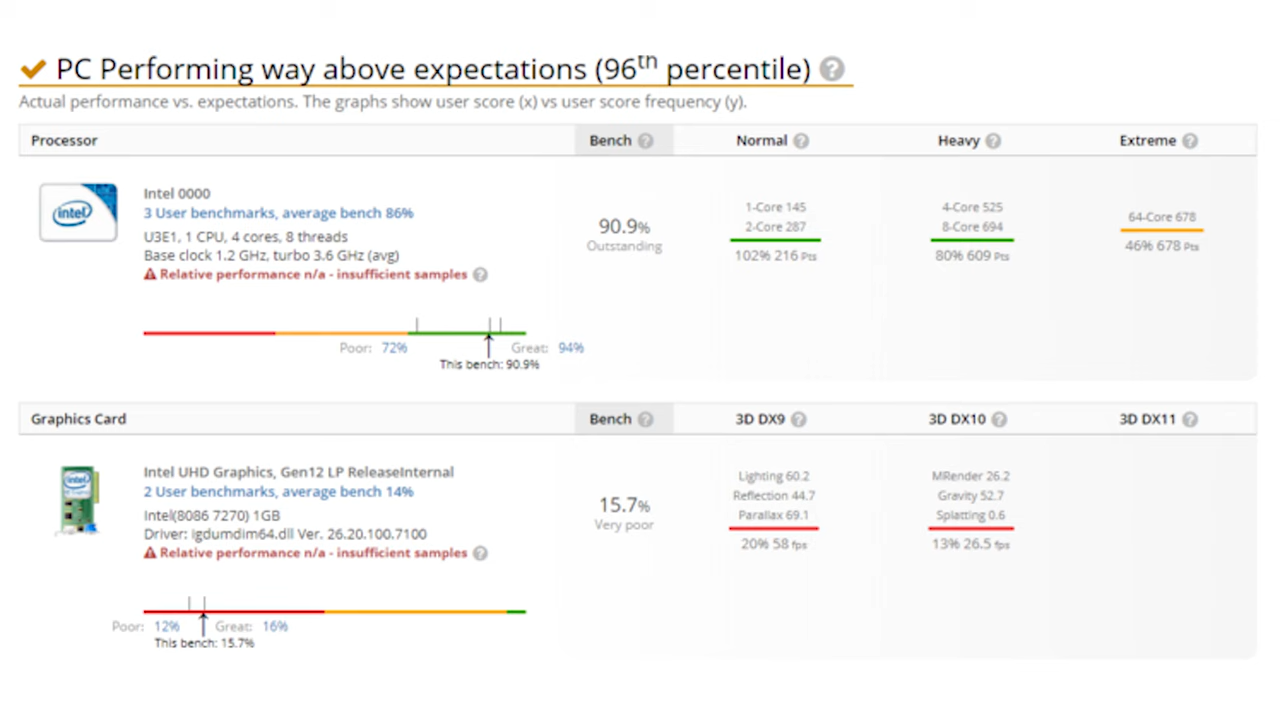 PC Performing way above expectations (96th percentile) ?
Actual performance vs. expectations. The graphs show user score (x) vs user score frequency (y).
Processor Bench ? Normal ? Heavy ? Extreme ?
intel
Intel 0000
3 User benchmarks, average bench 86%
U3E1, 1 CPU, 4 cores, 8 threads
Base clock 1.2 GHz, turbo 3.6 GHz (avg)
Relative performance n/a - insufficient samples ?
90.9%
Outstanding
1-Core 145
2-Core 287
102% 216 Pts
4-Core 525
8-Core 694
80% 609 Pts
64-Core 678
46% 678 Pts
Poor: 72% Great: 94%
This bench: 90.9%
Graphics Card Bench ? 3D DX9 ? 3D DX10 ? 3D DX11 ?
intel
Intel UHD Graphics, Gen12 LP ReleaseInternal
2 User benchmarks, average bench 14%
Intel(8086 7270) 1GB
Driver: igdumdim64.dll Ver. 26.20.100.7100
Relative performance n/a - insufficient samples ?
15.7%
Very poor
Lighting 60.2
Reflection 44.7
Parallax 69.1
20% 58 fps
MRender 26.2
Gravity 52.7
Splatting 0.6
13% 26.5 fps
Poor: 12% Great: 16%
This bench: 15.7%